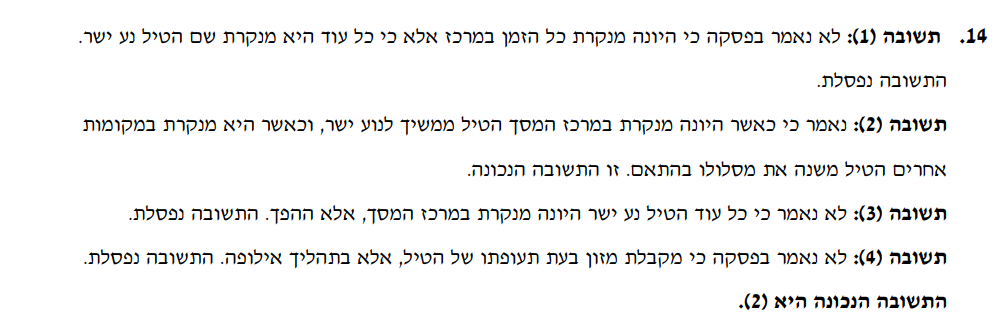 14. תשובה (1): לא נאמר בפסקה כי היונה מנקרת כל הזמן במרכז אלא כי כל עוד היא מנקרת שם הטיל נע ישר.
התשובה נפסלת.
תשובה (2): נאמר כי כאשר היונה מנקרת במרכז המסך הטיל ממשיך לנוע ישר, וכאשר היא מנקרת במקומות
אחרים הטיל משנה את מסלולו בהתאם. זו התשובה הנכונה.
תשובה (3): לא נאמר כי כל עוד הטיל נע ישר היונה מנקרת במרכז המסך, אלא ההפך. התשובה נפסלת.
תשובה (4): לא נאמר בפסקה כי מקבלת מזון בעת תעופתו של הטיל, אלא בתהליך אילופה. התשובה נפסלת.
התשובה הנכונה היא (2).